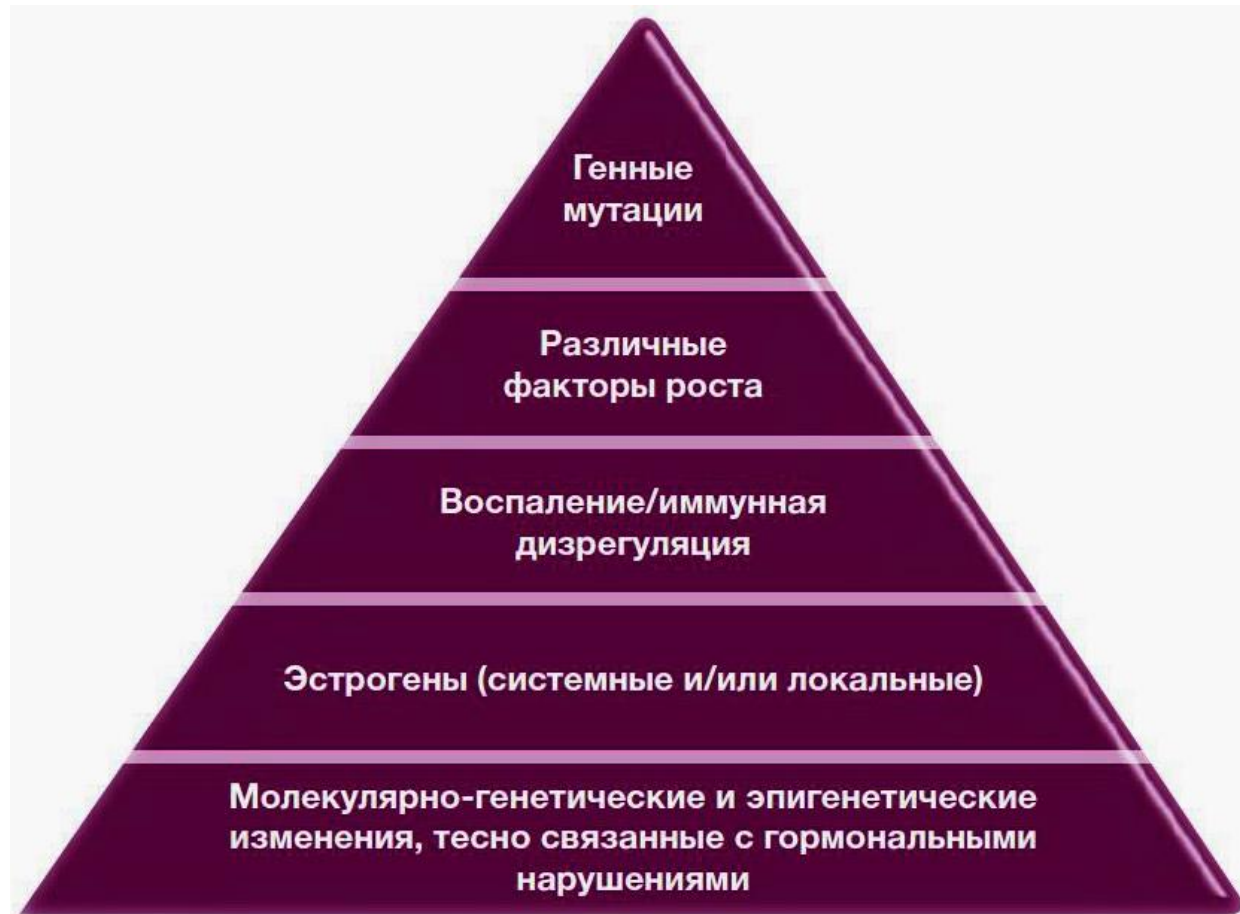 Генные
мутации
Различные
факторы роста
Воспаление/иммунная
дизрегуляция
Эстрогены (системные и/или локальные)
Молекулярно-генетические и эпигенетические
изменения, тесно связанные с гормональными
нарушениями